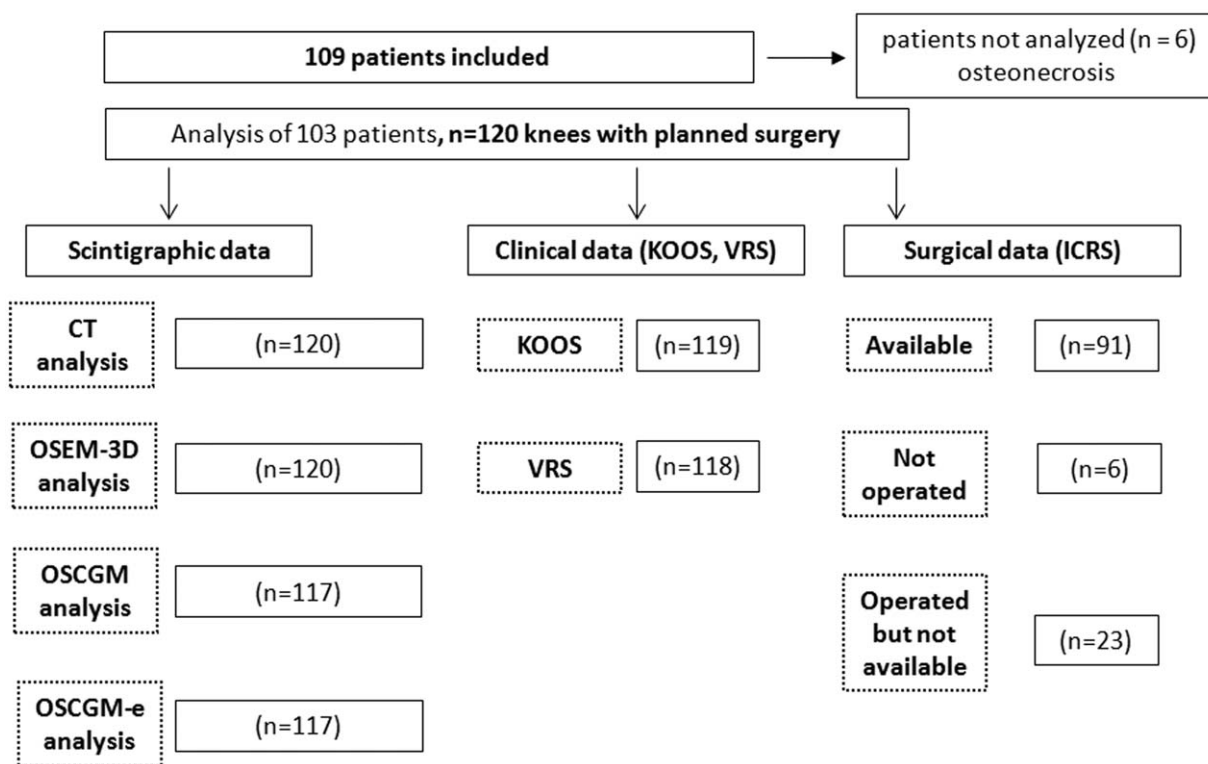 109 patients included
patients not analyzed (n = 6)
osteonecrosis
Analysis of 103 patients, n=120 knees with planned surgery
Scintigraphic data
Clinical data (KOOS, VRS)
Surgical data (ICRS)
CT
analysis
(n=120)
KOOS
(n=119)
Available
(n=91)
OSEM-3D
analysis
(n=120)
VRS
(n=118)
Not
operated
(n=6)
OSCGM
analysis
(n=117)
Operated
but not
available
(n=23)
OSCGM-e
analysis
(n=117)